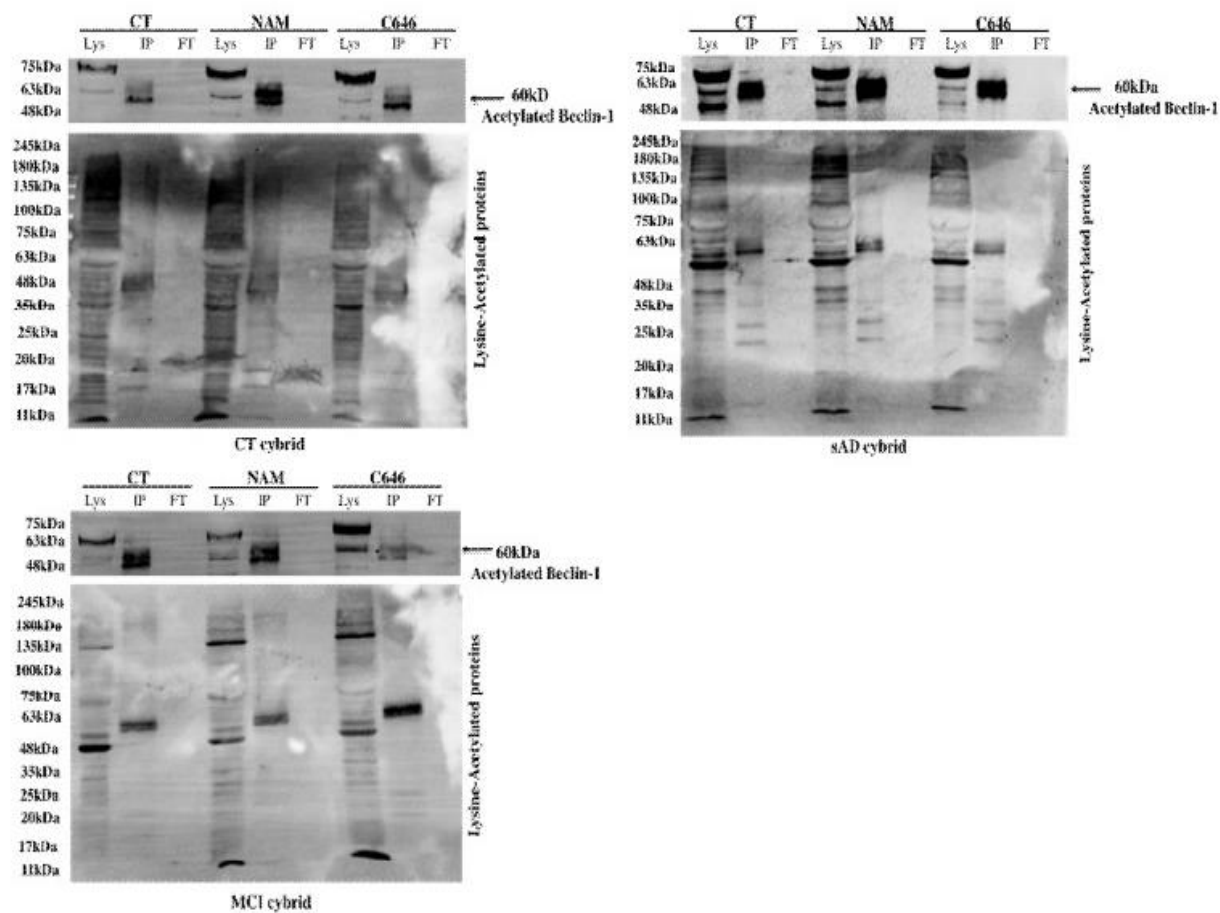 CT NAM C646
Lys IP FT Lys IP FT Lys IP FT
75kDa
63kDa
48kDa
60kD
Acetylated Beclin-1
245kDa
180kDa
135kDa
100kDa
75kDa
63kDa
48kDa
35kDa
25kDa
20kDa
17kDa
11kDa
Lysine-Acetylated proteins
CT cybrid
CT NAM C646
Lys IP FT Lys IP FT Lys IP FT
75kDa
63kDa
48kDa
60kDa
Acetylated Beclin-1
245kDa
180kDa
135kDa
100kDa
75kDa
63kDa
48kDa
35kDa
25kDa
20kDa
17kDa
11kDa
Lysine-Acetylated proteins
sAD cybrid
CT NAM C646
Lys IP FT Lys IP FT Lys IP FT
75kDa
63kDa
48kDa
60kDa
Acetylated Beclin-1
245kDa
180kDa
135kDa
100kDa
75kDa
63kDa
48kDa
35kDa
25kDa
20kDa
17kDa
11kDa
Lysine-Acetylated proteins
MCI cybrid